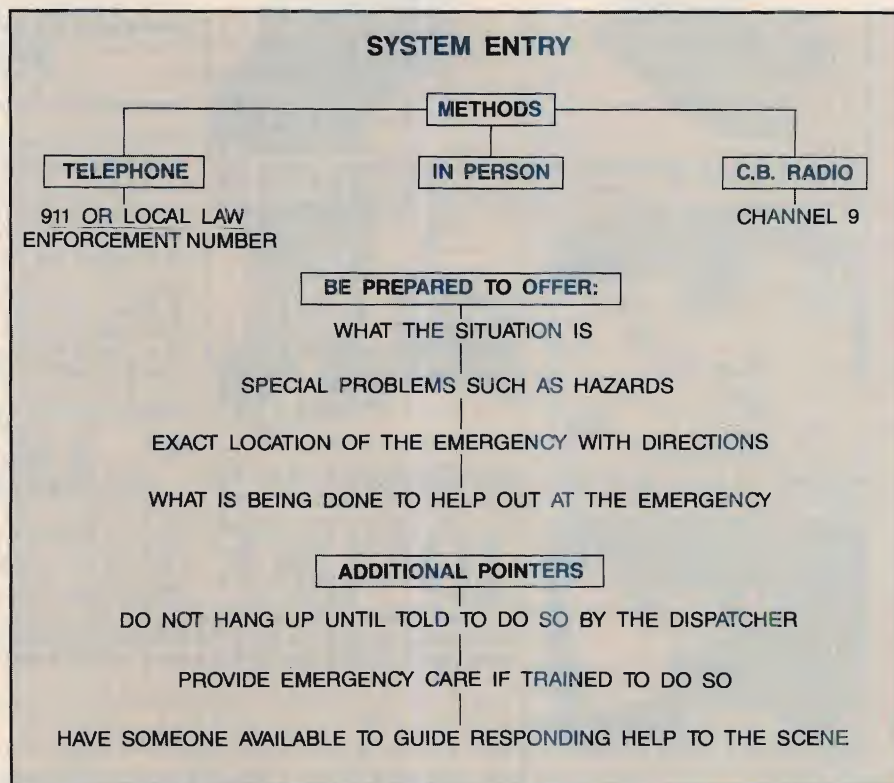 SYSTEM ENTRY
METHODS
TELEPHONE
IN PERSON
C.B. RADIO
911 OR LOCAL LAW
ENFORCEMENT NUMBER
CHANNEL 9
BE PREPARED TO OFFER:
WHAT THE SITUATION IS
SPECIAL PROBLEMS SUCH AS HAZARDS
EXACT LOCATION OF THE EMERGENCY WITH DIRECTIONS
WHAT IS BEING DONE TO HELP OUT AT THE EMERGENCY
ADDITIONAL POINTERS
DO NOT HANG UP UNTIL TOLD TO DO SO BY THE DISPATCHER
PROVIDE EMERGENCY CARE IF TRAINED TO DO SO
HAVE SOMEONE AVAILABLE TO GUIDE RESPONDING HELP TO THE SCENE